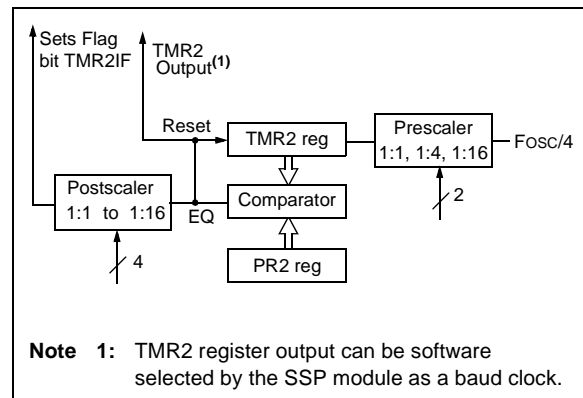 Sets Flag
bit TMR2IF
TMR2
Output(1)
Reset
TMR2 reg
Prescaler
1:1, 1:4, 1:16
FOSC/4
2
Postscaler
1:1 to 1:16
EQ
Comparator
4
PR2 reg
Note 1: TMR2 register output can be software
selected by the SSP module as a baud clock.